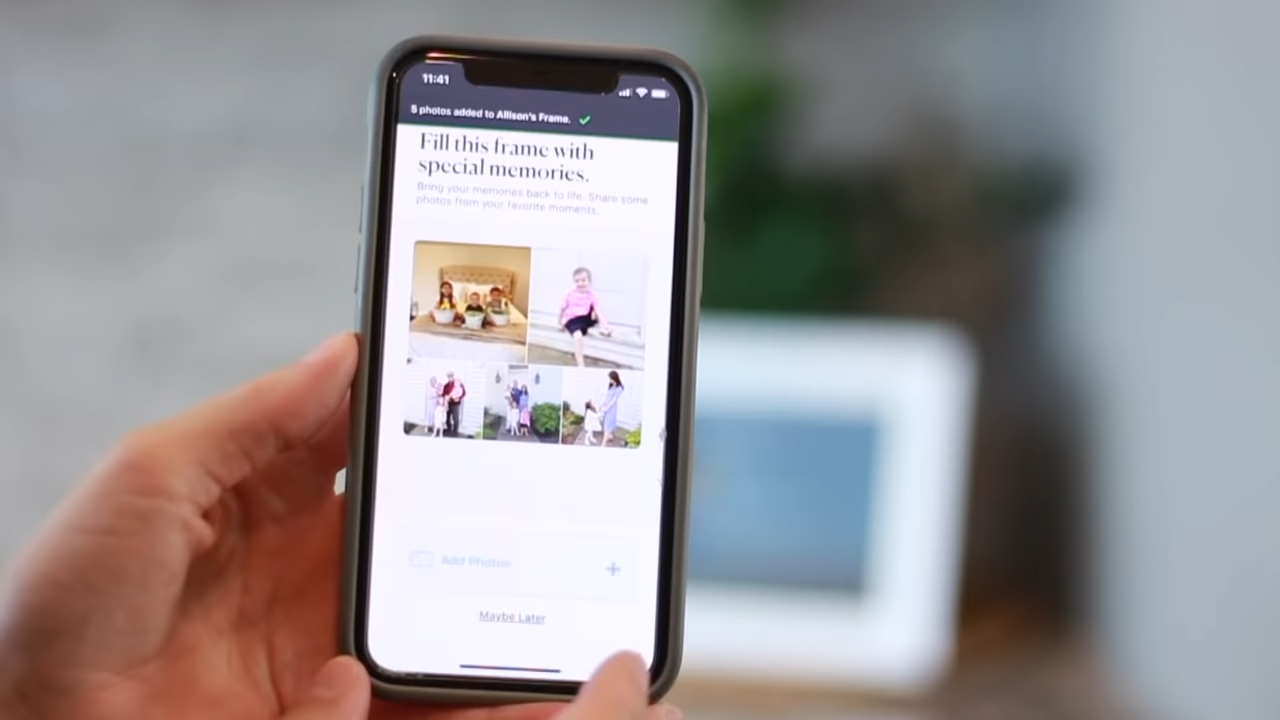 11:41
5 photos added to Allison's Frame.
Fill this frame with
special memories.
Bring your memories back to life. Share some
photos from your favorite moments.
Add Photos
Maybe Later